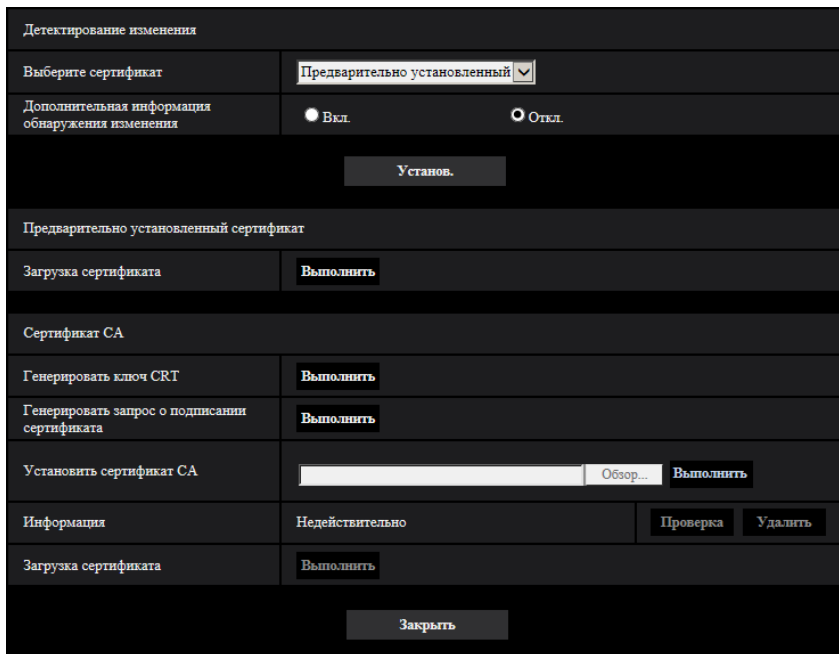 Детектирование изменения
Выберите сертификат
Предварительно установленный
Дополнительная информация
обнаружения изменения
Вкл.
Откл.
Установ.
Предварительно установленный сертификат
Загрузка сертификата
Выполнить
Сертификат CA
Генерировать ключ CRT
Выполнить
Генерировать запрос о подписании
сертификата
Выполнить
Установить сертификат CA
Обзор...
Выполнить
Информация
Недействительно
Проверка
Удалить
Загрузка сертификата
Выполнить
Закрыть